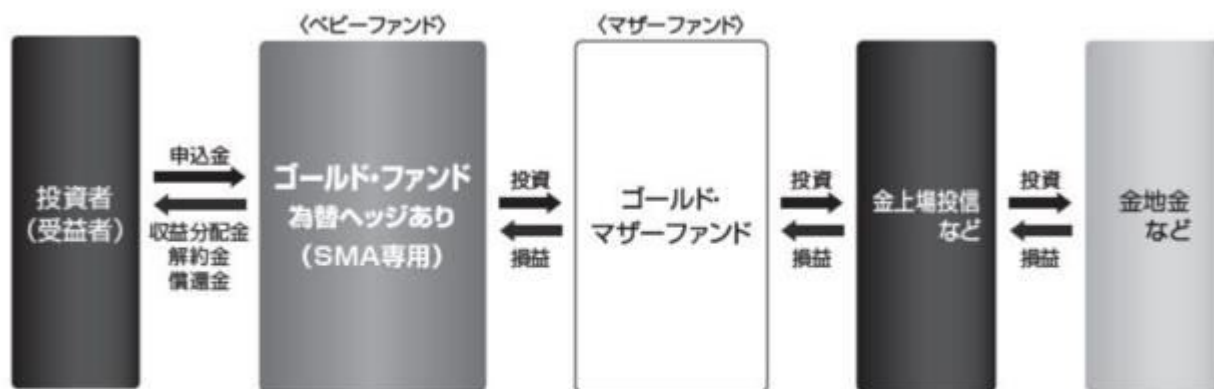 〈ベビーファンド〉
〈マザーファンド〉
投資者
（受益者）
申込金
収益分配金
解約金
償還金
ゴールド・ファンド
為替ヘッジあり
（SMA専用）
投資
損益
ゴールド・
マザーファンド
投資
損益
金上場投信
など
投資
損益
金地金
など